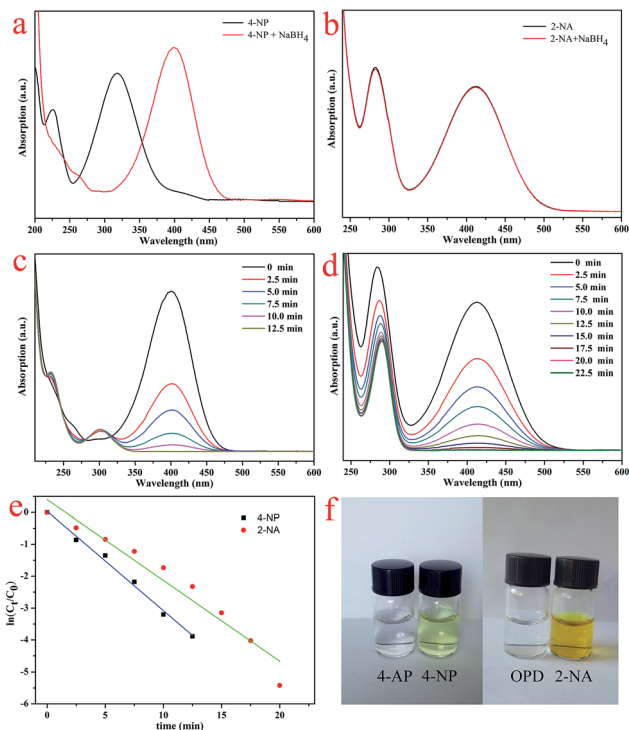 a
4-NP
4-NP + NaBH4
Absorption (a.u.)
200 250 300 350 400 450 500 550 600
Wavelength (nm)
b
2-NA
2-NA+NaBH4
Absorption (a.u.)
250 300 350 400 450 500 550 600
Wavelength (nm)
c
0 min
2.5 min
5.0 min
7.5 min
10.0 min
12.5 min
Absorption (a.u.)
250 300 350 400 450 500 550 600
Wavelength (nm)
d
0 min
2.5 min
5.0 min
7.5 min
10.0 min
12.5 min
15.0 min
17.5 min
20.0 min
22.5 min
Absorption (a.u.)
250 300 350 400 450 500 550 600
Wavelength (nm)
e
4-NP
2-NA
ln(Ct/C0)
1
0
-1
-2
-3
-4
-5
-6
0 5 10 15 20
time (min)
f
4-AP 4-NP OPD 2-NA